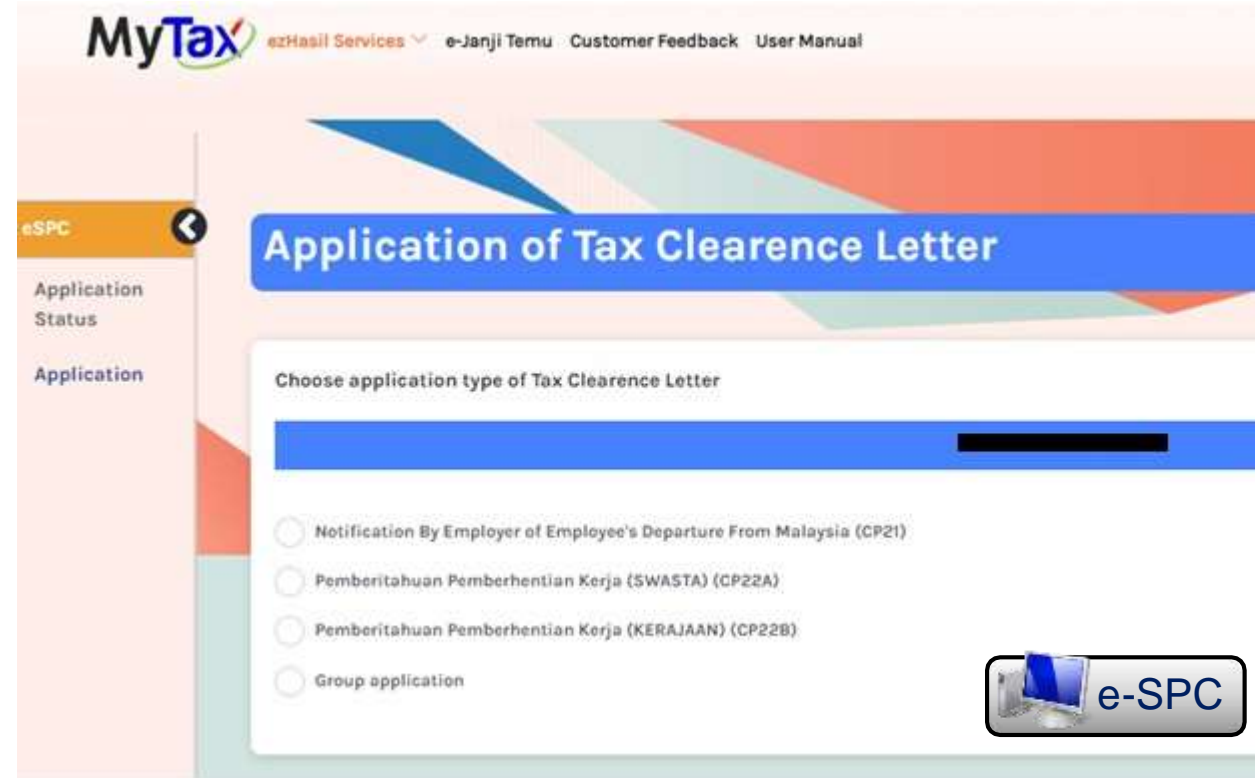 MyTax ezHasil Services e-Janji Temu Customer Feedback User Manual
eSPC
Application of Tax Clearence Letter
Application
Status
Application
Choose application type of Tax Clearence Letter
Notification By Employer of Employee's Departure From Malaysia (CP21)
Pemberitahuan Pemberhentian Kerja (SWASTA) (CP22A)
Pemberitahuan Pemberhentian Kerja (KERAJAAN) (CP22B)
Group application
e-SPC